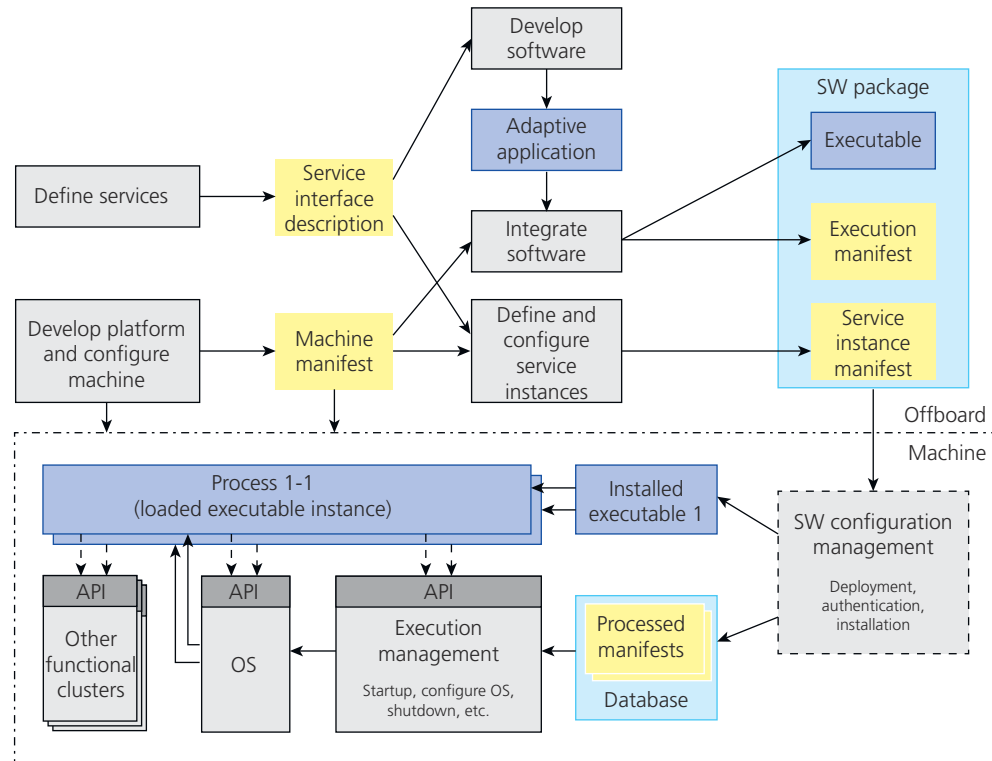 Develop
software
SW package
Adaptive
application
Executable
Define services
Service
interface
description
Integrate
software
Execution
manifest
Develop platform
and configure
machine
Machine
manifest
Define and
configure
service
instances
Service
instance
manifest
Offboard
Machine
Process 1-1
(loaded executable instance)
Installed
executable 1
SW configuration
management
Deployment,
authentication,
installation
API
Other
functional
clusters
API
OS
API
Execution
management
Startup, configure OS,
shutdown, etc.
Processed
manifests
Database